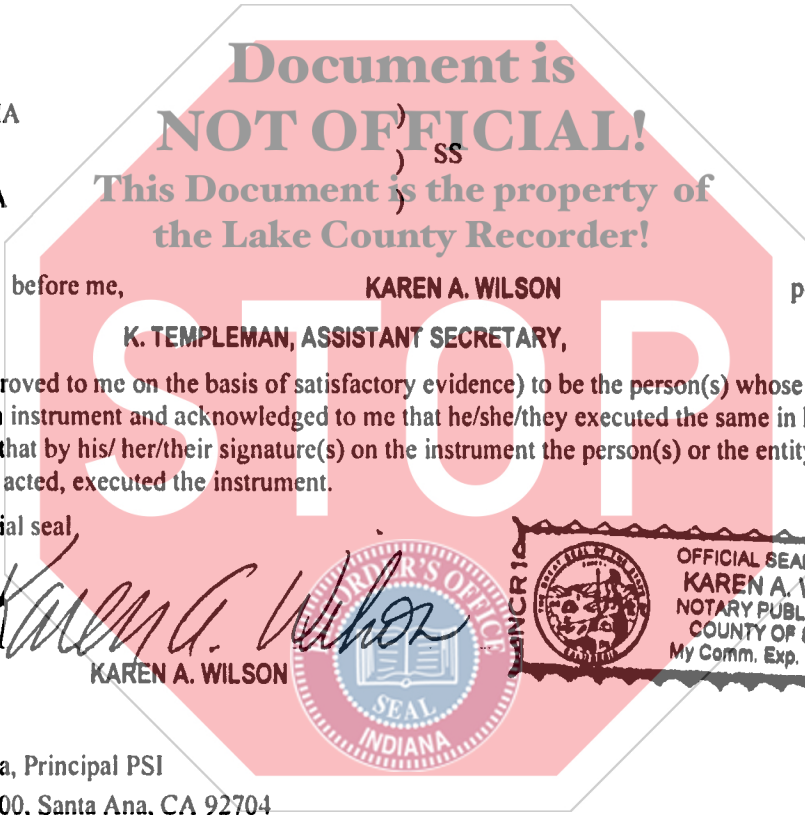 Document is
NOT OFFICIAL!
This Document is the property of
the Lake County Recorder!
IA )
) SS
A )
before me, KAREN A. WILSON p
K. TEMPLEMAN, ASSISTANT SECRETARY,
roved to me on the basis of satisfactory evidence) to be the person(s) whose
instrument and acknowledged to me that he/she/they executed the same in
that by his/ her/their signature(s) on the instrument the person(s) or the entity
acted, executed the instrument.
ial seal
STOP
Karen A. Wilson
KAREN A. WILSON
ORDER'S OFFICE
SEAL
INDIANA
NCR 10
OFFICIAL SEAL
KAREN A.
NOTARY PUBL
COUNTY OF
My Comm. Exp.
a, Principal PSI
00, Santa Ana, CA 92704